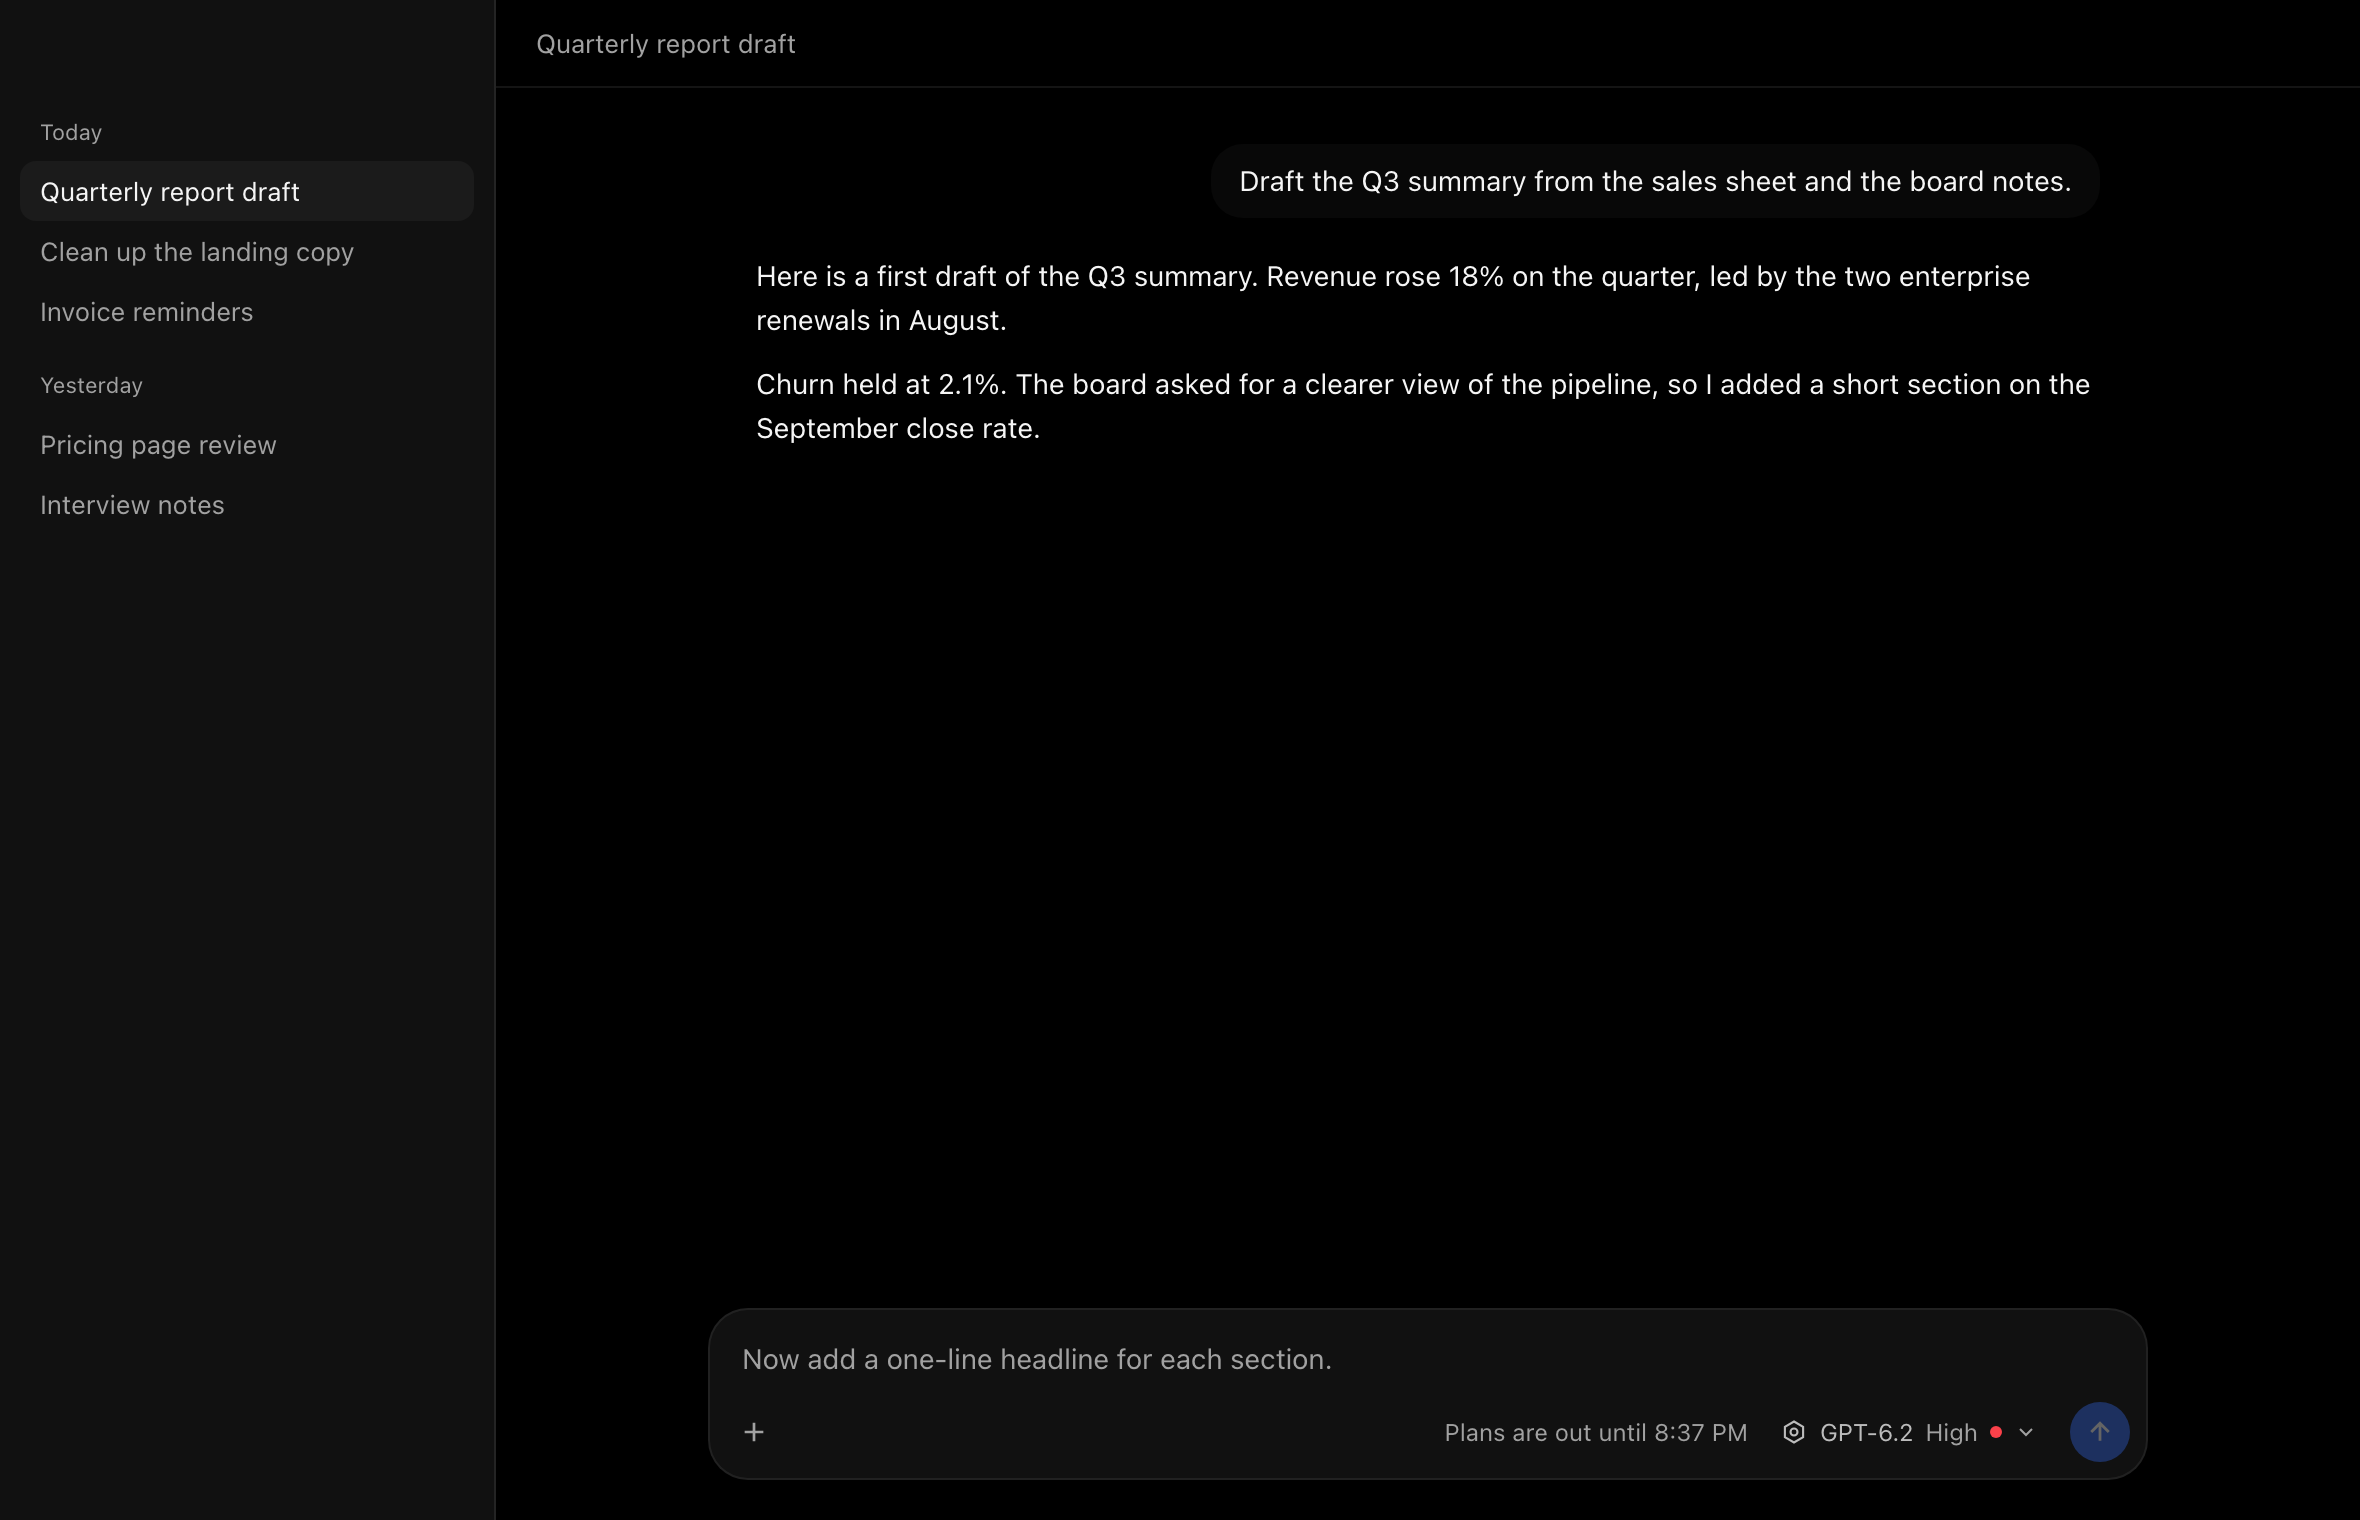 Quarterly report draft
Today
Quarterly report draft
Clean up the landing copy
Invoice reminders
Yesterday
Pricing page review
Interview notes
Draft the Q3 summary from the sales sheet and the board notes.
Here is a first draft of the Q3 summary. Revenue rose 18% on the quarter, led by the two enterprise
renewals in August.
Churn held at 2.1%. The board asked for a clearer view of the pipeline, so I added a short section on the
September close rate.
Now add a one-line headline for each section.
Plans are out until 8:37 PM
GPT-6.2 High